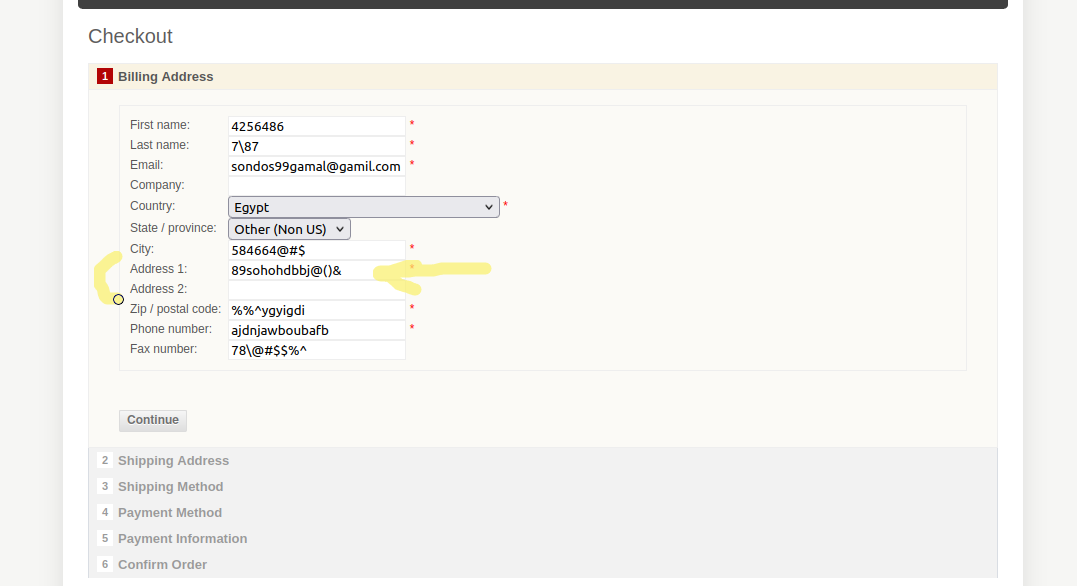 Checkout
1 Billing Address
First name: 4256486 *
Last name: 7\87 *
Email: sondos99gamal@gamil.com *
Company:
Country: Egypt *
State / province: Other (Non US)
City: 584664@#$ *
Address 1: 89sohohdbbj@()& *
Address 2:
Zip / postal code: %%^ygyigdi *
Phone number: ajdnjawboubafb *
Fax number: 78\@#$$%^
Continue
2 Shipping Address
3 Shipping Method
4 Payment Method
5 Payment Information
6 Confirm Order